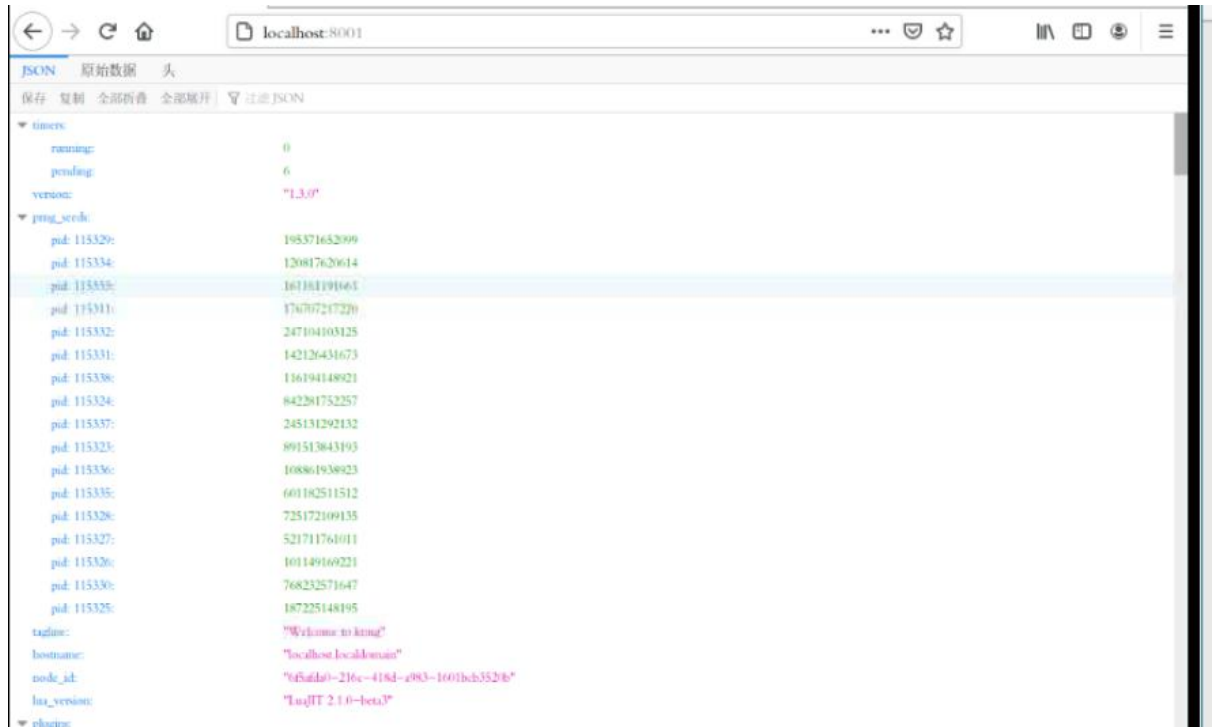 localhost:8001
JSON 原始数据 头
保存 复制 全部折叠 全部展开 过滤 JSON
timers:
running: 0
pending: 6
version: "1.3.0"
prng_seeds:
pid: 115329: 195371652099
pid: 115334: 120817620614
pid: 115333: 161161191661
pid: 115311: 176707217220
pid: 115332: 247104103125
pid: 115331: 142126431673
pid: 115338: 116194148921
pid: 115324: 842281752257
pid: 115337: 245131292132
pid: 115323: 891513843193
pid: 115336: 108861938923
pid: 115335: 601182511512
pid: 115328: 725172109135
pid: 115327: 521711761011
pid: 115326: 101149169221
pid: 115330: 768232571647
pid: 115325: 187225148195
tagline: "Welcome to kong"
hostname: "localhost.localdomain"
node_id:
lua_version: "LuaJIT 2.1.0-beta3"
plugins: